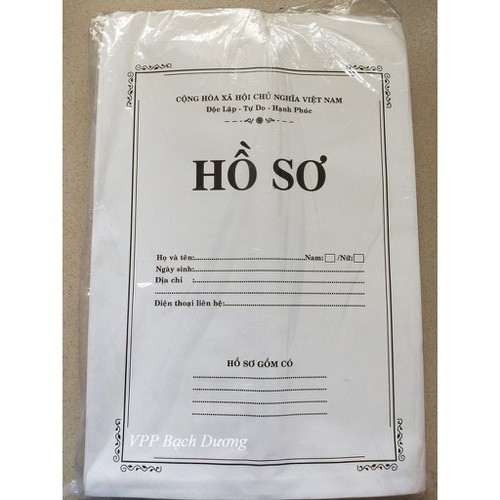 CỘNG HÒA XÃ HỘI CHỦ NGHĨA VIỆT NAM
Độc Lập - Tự Do - Hạnh Phúc
HỒ SƠ
Họ và tên:....................................Nam: /Nữ:
Ngày sinh:............................................................
Địa chỉ :............................................................
Điện thoại liên hệ:..................................................
HỒ SƠ GỒM CÓ
VPP Bạch Dương